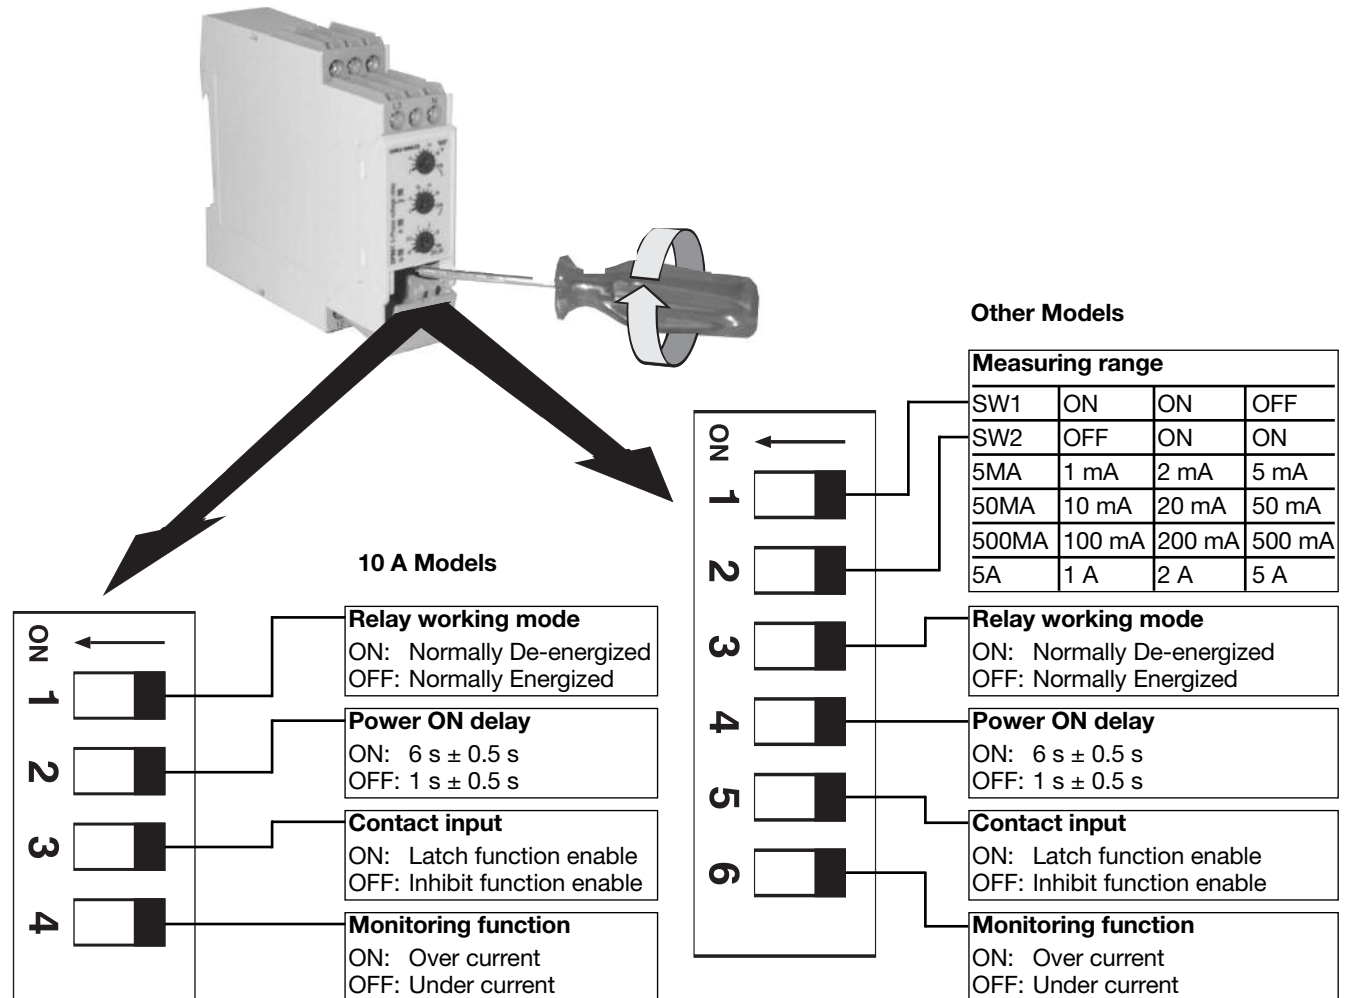 Other Models
Measuring range
SW1 ON ON OFF
SW2 OFF ON ON
5MA 1 mA 2 mA 5 mA
50MA 10 mA 20 mA 50 mA
500MA 100 mA 200 mA 500 mA
5A 1 A 2 A 5 A
ON
1
2
3
4
5
6
Relay working mode
ON: Normally De-energized
OFF: Normally Energized
Power ON delay
ON: 6 s ± 0.5 s
OFF: 1 s ± 0.5 s
Contact input
ON: Latch function enable
OFF: Inhibit function enable
Monitoring function
ON: Over current
OFF: Under current
10 A Models
ON
1
2
3
4
Relay working mode
ON: Normally De-energized
OFF: Normally Energized
Power ON delay
ON: 6 s ± 0.5 s
OFF: 1 s ± 0.5 s
Contact input
ON: Latch function enable
OFF: Inhibit function enable
Monitoring function
ON: Over current
OFF: Under current